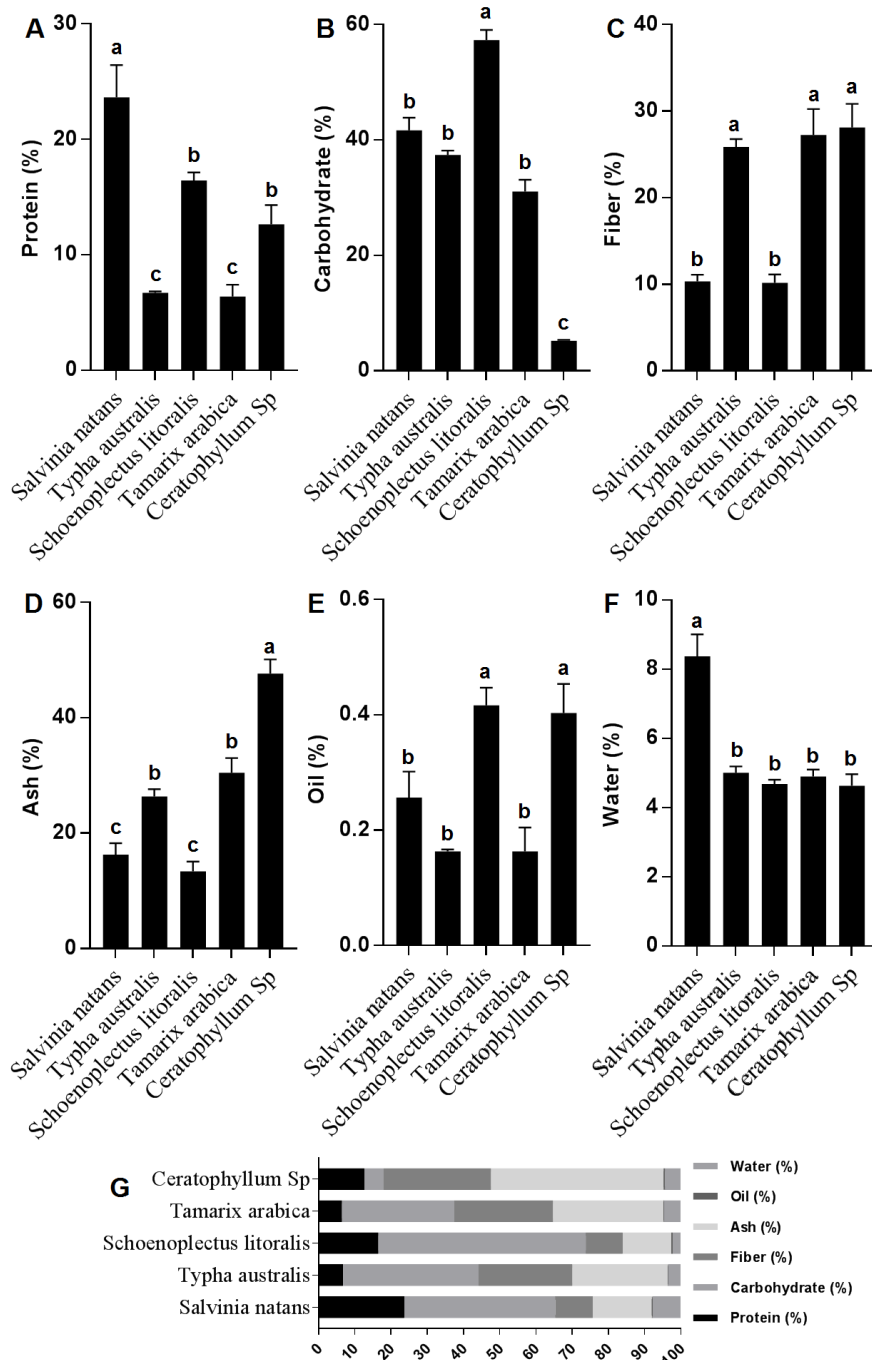 A
Protein (%)
30
20
10
0
a
c
b
c
b
Salvinia natans
Typha australis
Schoenoplectus litoralis
Tamarix arabica
Ceratophyllum Sp
B
Carbohydrate (%)
60
40
20
0
b
b
a
b
c
Salvinia natans
Typha australis
Schoenoplectus litoralis
Tamarix arabica
Ceratophyllum Sp
C
Fiber (%)
40
30
20
10
0
b
a
b
a
a
Salvinia natans
Typha australis
Schoenoplectus litoralis
Tamarix arabica
Ceratophyllum Sp
D
Ash (%)
60
40
20
0
c
b
c
b
a
Salvinia natans
Typha australis
Schoenoplectus litoralis
Tamarix arabica
Ceratophyllum Sp
E
Oil (%)
0.6
0.4
0.2
0.0
b
b
a
b
a
Salvinia natans
Typha australis
Schoenoplectus litoralis
Tamarix arabica
Ceratophyllum Sp
F
Water (%)
10
8
6
4
2
0
a
b
b
b
b
Salvinia natans
Typha australis
Schoenoplectus litoralis
Tamarix arabica
Ceratophyllum Sp
G
Ceratophyllum Sp
Tamarix arabica
Schoenoplectus litoralis
Typha australis
Salvinia natans
0 10 20 30 40 50 60 70 80 90 100
Water (%)
Oil (%)
Ash (%)
Fiber (%)
Carbohydrate (%)
Protein (%)